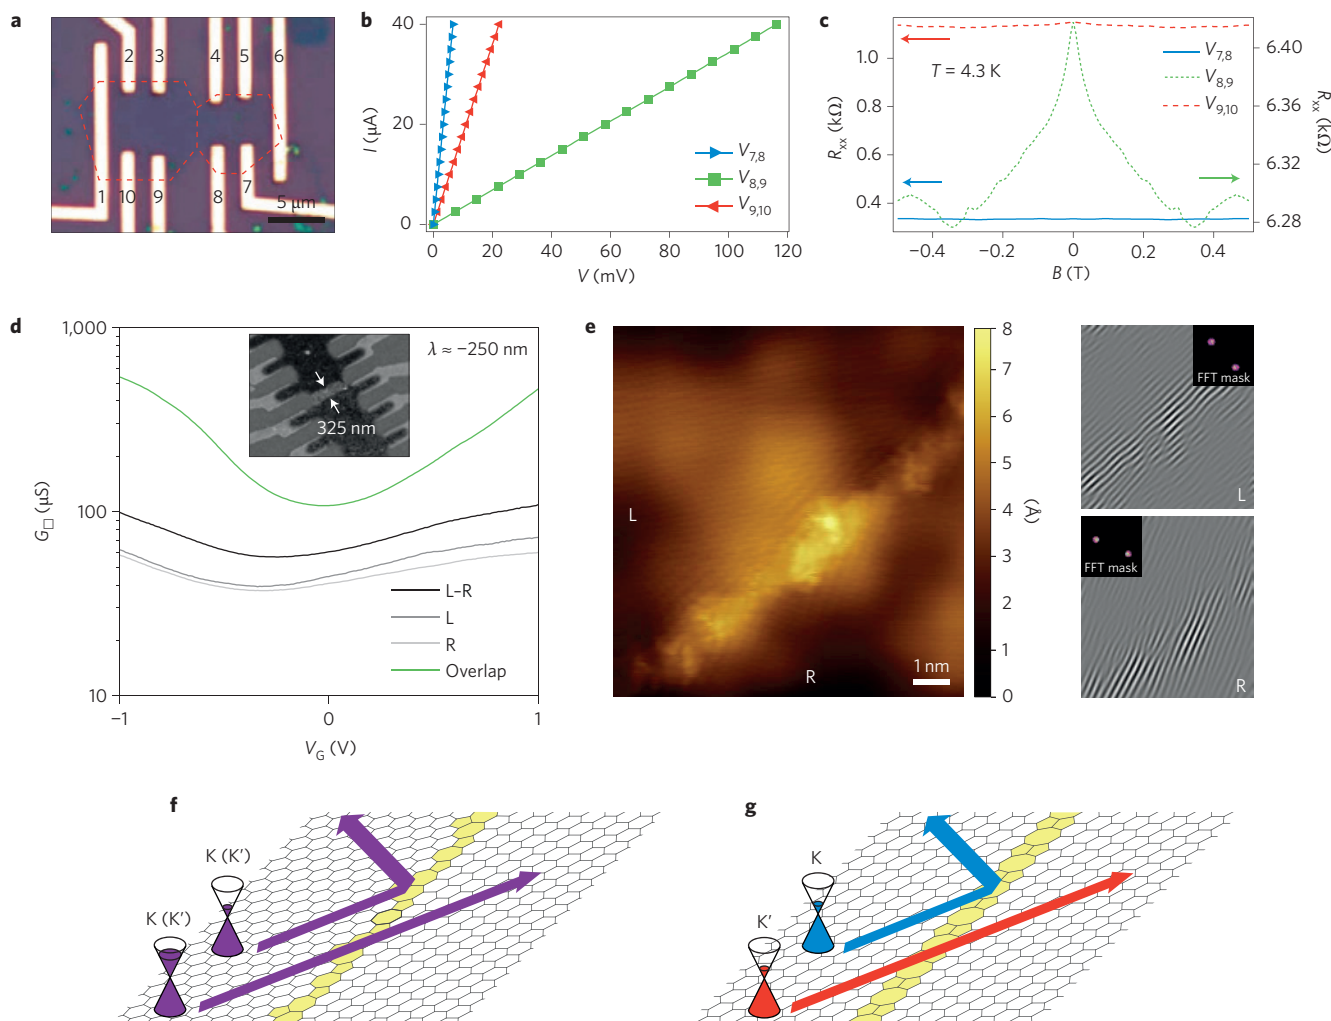 a
2 3 4 5 6
1 10 9 8 7
5 μm
b
40
20
0
I (μA)
0 20 40 60 80 100 120
V (mV)
V7,8
V8,9
V9,10
c
1.0
0.8
0.6
0.4
Rxx (kΩ)
T = 4.3 K
V7,8
V8,9
V9,10
6.40
6.36
6.32
6.28
Rxx (kΩ)
−0.4 −0.2 0 0.2 0.4
B (T)
d
1,000
100
10
G□ (μS)
λ ≈ −250 nm
325 nm
L–R
L
R
Overlap
−1 0 1
VG (V)
e
L
R
1 nm
8
7
6
5
4
3
2
1
0
(Å)
FFT mask
L
FFT mask
R
f
K (K′)
K (K′)
g
K
K′